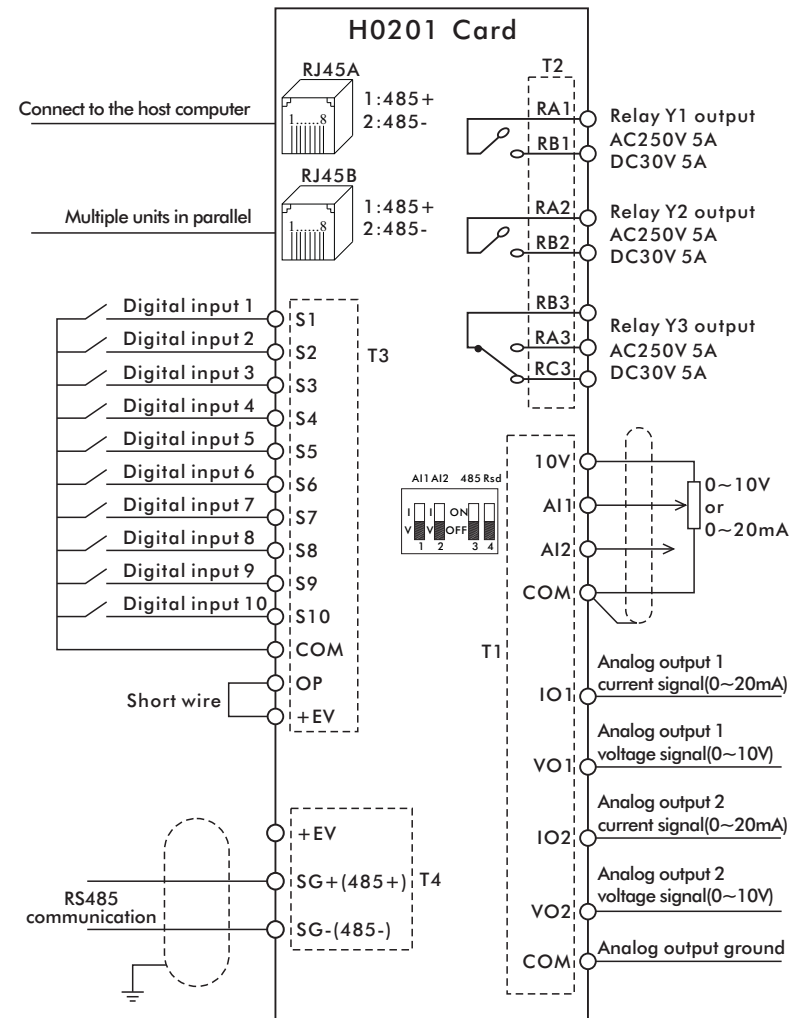 H0201 Card
RJ45A
1:485+
2:485-
1......8
Connect to the host computer
RJ45B
1:485+
2:485-
1......8
Multiple units in parallel
T2
RA1
RB1
Relay Y1 output
AC250V 5A
DC30V 5A
RA2
RB2
Relay Y2 output
AC250V 5A
DC30V 5A
RB3
RA3
RC3
Relay Y3 output
AC250V 5A
DC30V 5A
Digital input 1
S1
Digital input 2
S2
Digital input 3
S3
Digital input 4
S4
Digital input 5
S5
Digital input 6
S6
Digital input 7
S7
Digital input 8
S8
Digital input 9
S9
Digital input 10
S10
T3
COM
Short wire
OP
+EV
AI1 AI2 485 Rsd
I I ON
V V OFF
1 2 3 4
10V
AI1
AI2
COM
0~10V
or
0~20mA
T1
IO1
Analog output 1
current signal(0~20mA)
VO1
Analog output 1
voltage signal(0~10V)
IO2
Analog output 2
current signal(0~20mA)
VO2
Analog output 2
voltage signal(0~10V)
COM
Analog output ground
+EV
SG+(485+)
SG-(485-)
T4
RS485
communication